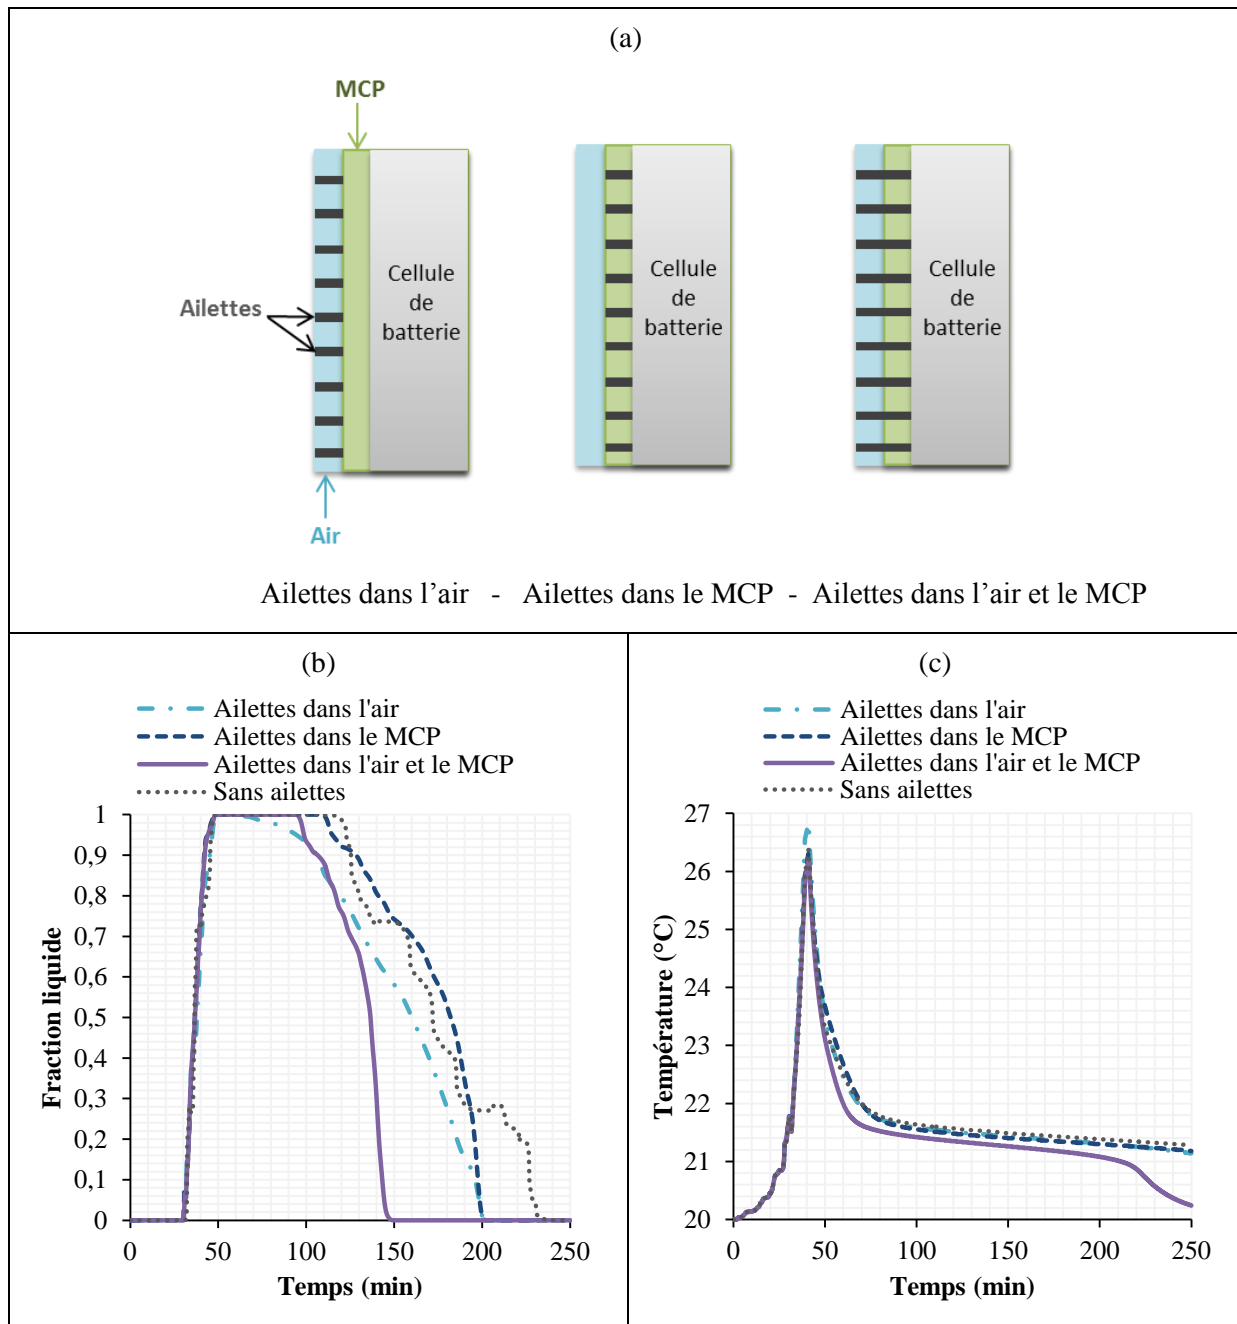 (a)
MCP
Ailettes
Cellule
de
batterie
Cellule
de
batterie
Cellule
de
batterie
Air
Ailettes dans l’air - Ailettes dans le MCP - Ailettes dans l’air et le MCP
(b)
Ailettes dans l'air
Ailettes dans le MCP
Ailettes dans l'air et le MCP
Sans ailettes
Fraction liquide
1
0,9
0,8
0,7
0,6
0,5
0,4
0,3
0,2
0,1
0
0 50 100 150 200 250
Temps (min)
(c)
Ailettes dans l'air
Ailettes dans le MCP
Ailettes dans l'air et le MCP
Sans ailettes
Température (°C)
27
26
25
24
23
22
21
20
0 50 100 150 200 250
Temps (min)